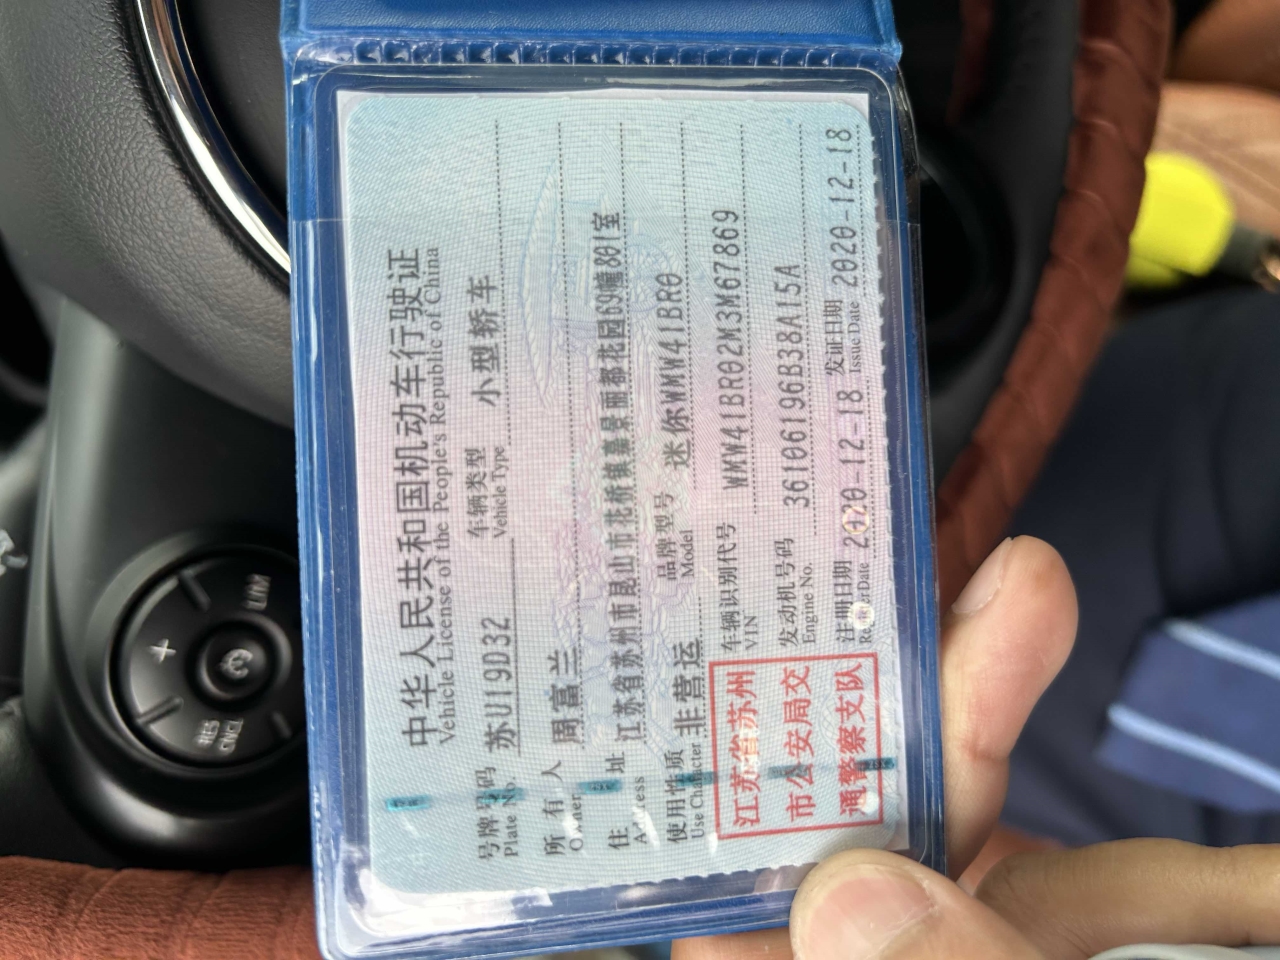 中华人民共和国机动车行驶证
Vehicle License of the People's Republic of China
号牌号码 苏U19D32 车辆类型 小型轿车
Plate No. Vehicle Type
所有人 周富兰
Owner
住址 江苏省苏州市昆山市花桥镇嘉景丽都花园69幢801室
Address
使用性质 非营运 品牌型号 迷你WMW41BR0
Use Character Model
车辆识别代号 WMW41BR02M3M67869
VIN
发动机号码 36106196B38A15A
Engine No.
注册日期 2020-12-18 发证日期 2020-12-18
Register Date Issue Date
江苏省苏州
市公安局交
通警察支队
RES
CNCL
+
LIM